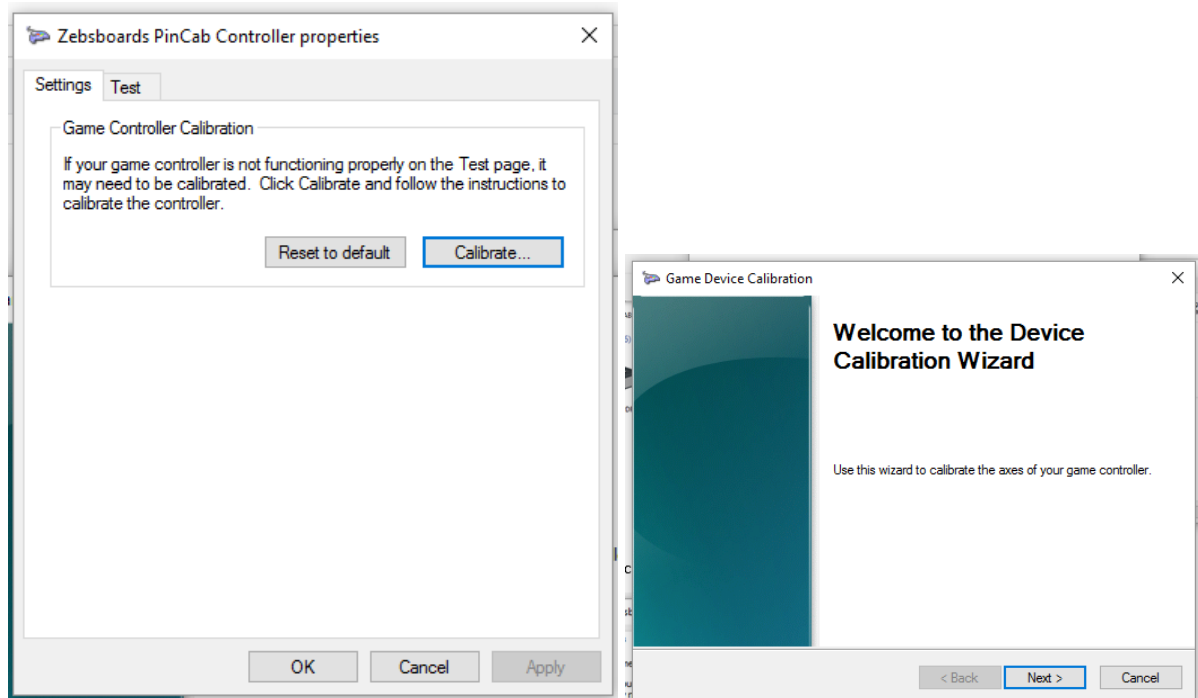 Zebsboards PinCab Controller properties
Settings
Test
Game Controller Calibration
If your game controller is not functioning properly on the Test page, it
may need to be calibrated.  Click Calibrate and follow the instructions to
calibrate the controller.
Reset to default
Calibrate...
OK
Cancel
Apply
Game Device Calibration
Welcome to the Device
Calibration Wizard
Use this wizard to calibrate the axes of your game controller.
< Back
Next >
Cancel